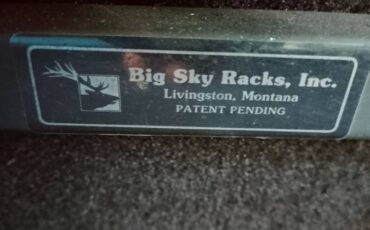 Big Sky Racks, Inc.
Livingston, Montana
PATENT PENDING